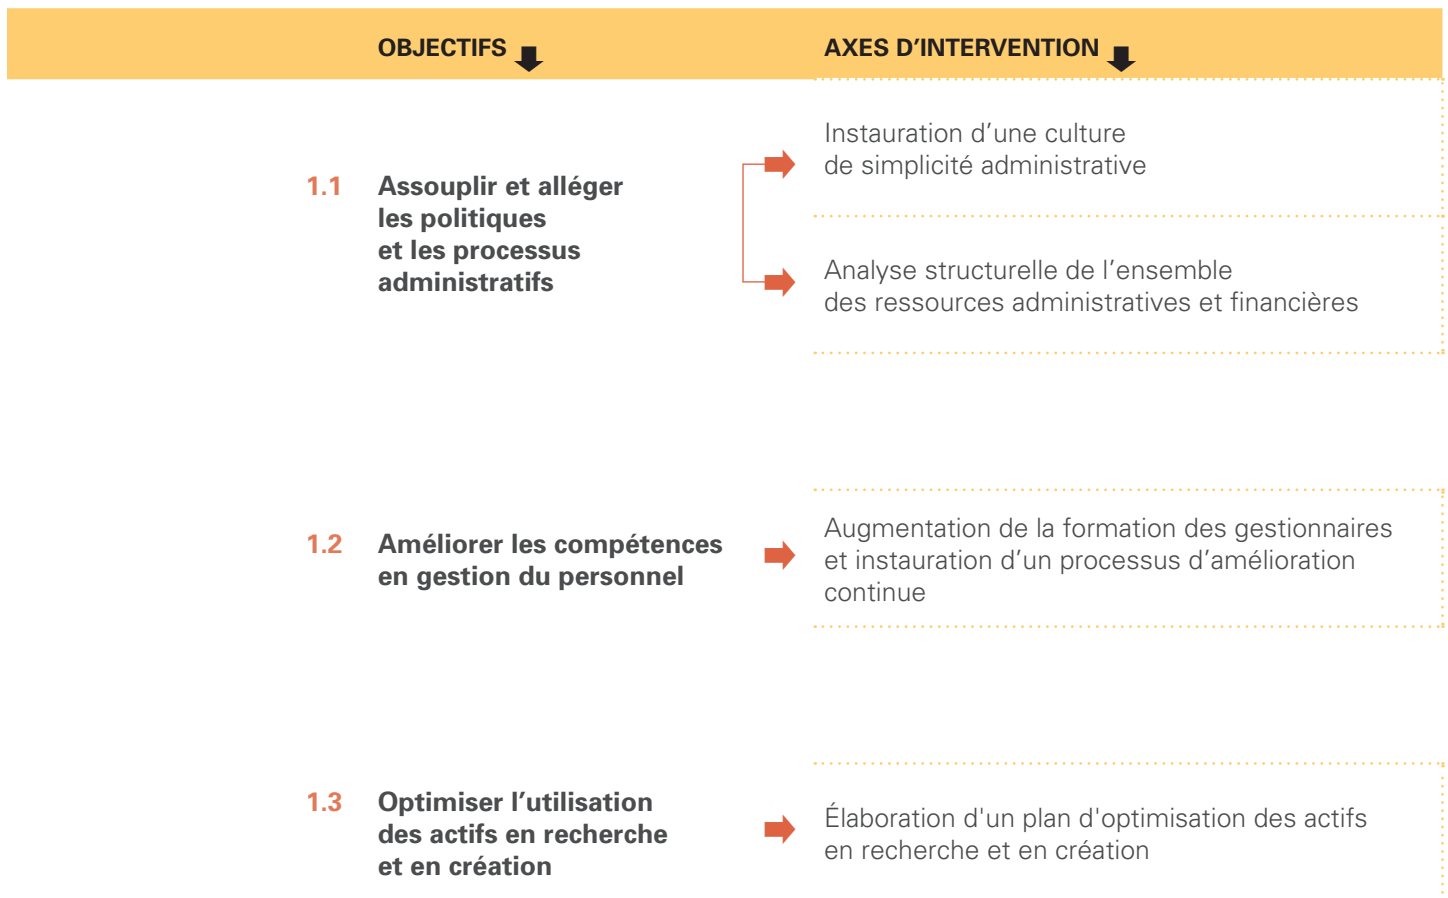 OBJECTIFS
AXES D’INTERVENTION
1.1 Assouplir et alléger
les politiques
et les processus
administratifs
Instauration d’une culture
de simplicité administrative
Analyse structurelle de l’ensemble
des ressources administratives et financières
1.2 Améliorer les compétences
en gestion du personnel
Augmentation de la formation des gestionnaires
et instauration d’un processus d’amélioration
continue
1.3 Optimiser l’utilisation
des actifs en recherche
et en création
Élaboration d'un plan d'optimisation des actifs
en recherche et en création